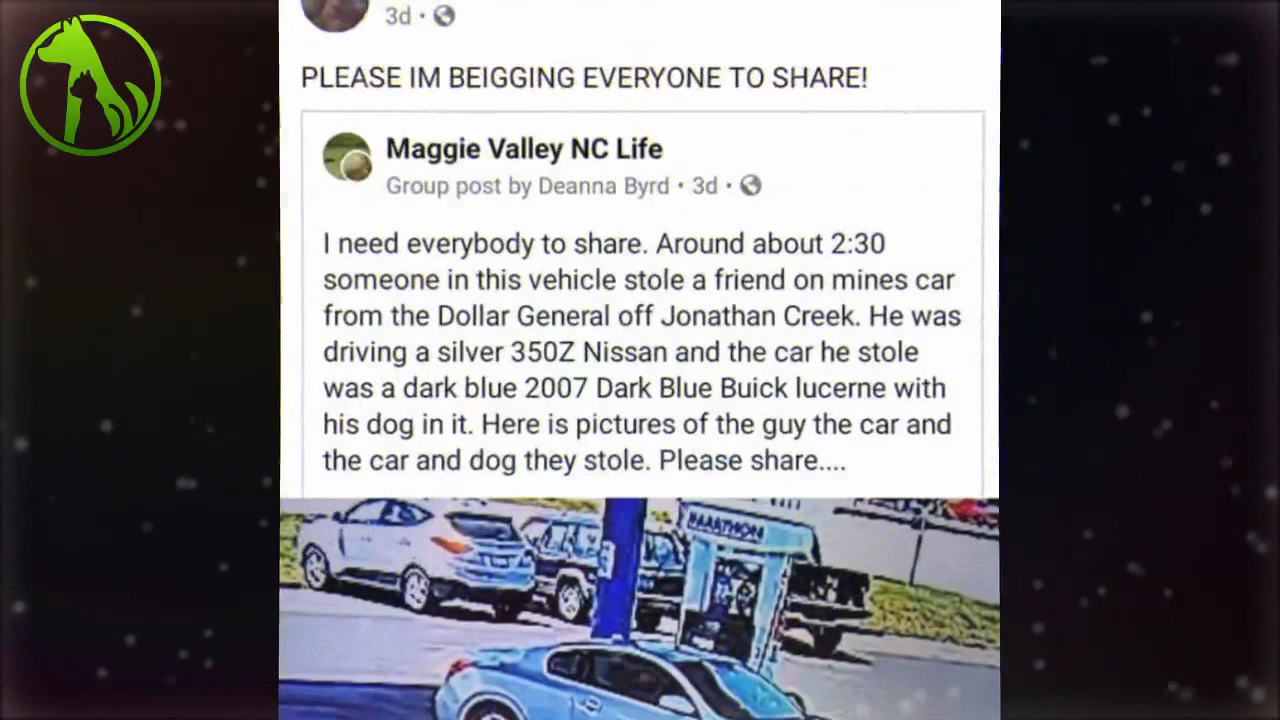 3d ·
PLEASE IM BEIGGING EVERYONE TO SHARE!
Maggie Valley NC Life
Group post by Deanna Byrd · 3d ·
I need everybody to share. Around about 2:30
someone in this vehicle stole a friend on mines car
from the Dollar General off Jonathan Creek. He was
driving a silver 350Z Nissan and the car he stole
was a dark blue 2007 Dark Blue Buick lucerne with
his dog in it. Here is pictures of the guy the car and
the car and dog they stole. Please share....
MARATHON